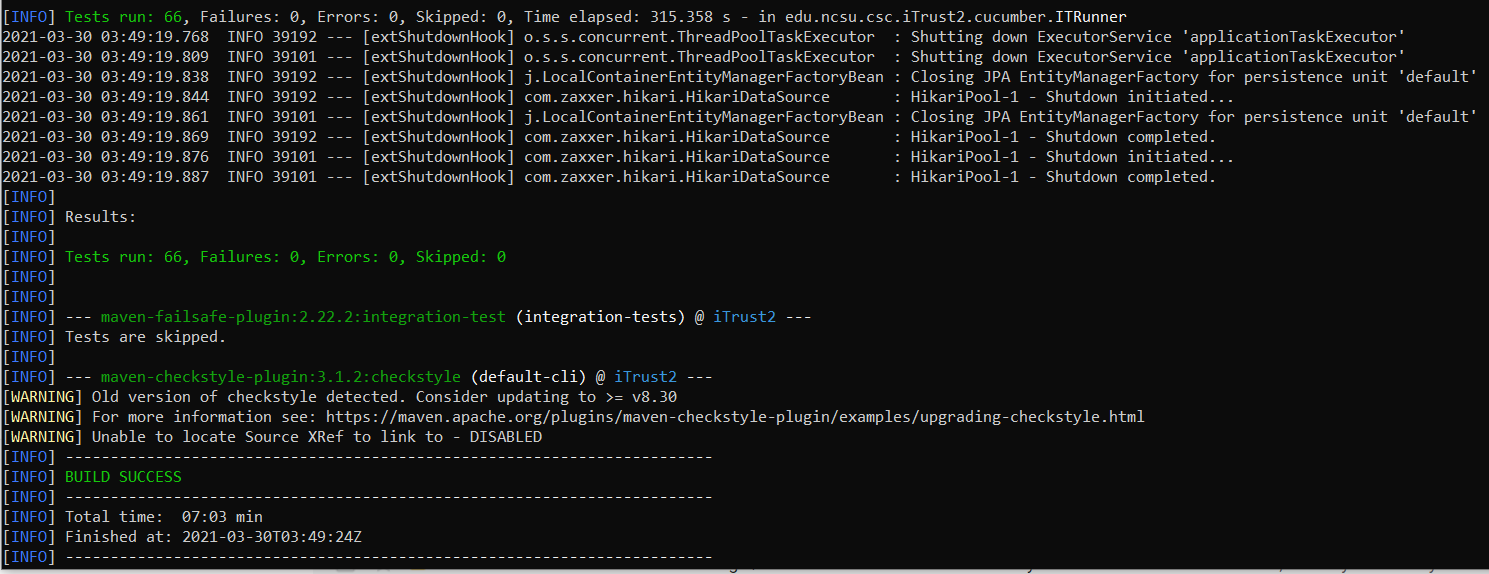 [INFO] Tests run: 66, Failures: 0, Errors: 0, Skipped: 0, Time elapsed: 315.358 s - in edu.ncsu.csc.iTrust2.cucumber.ITRunner
2021-03-30 03:49:19.768  INFO 39192 --- [extShutdownHook] o.s.s.concurrent.ThreadPoolTaskExecutor  : Shutting down ExecutorService 'applicationTaskExecutor'
2021-03-30 03:49:19.809  INFO 39101 --- [extShutdownHook] o.s.s.concurrent.ThreadPoolTaskExecutor  : Shutting down ExecutorService 'applicationTaskExecutor'
2021-03-30 03:49:19.838  INFO 39192 --- [extShutdownHook] j.LocalContainerEntityManagerFactoryBean : Closing JPA EntityManagerFactory for persistence unit 'default'
2021-03-30 03:49:19.844  INFO 39192 --- [extShutdownHook] com.zaxxer.hikari.HikariDataSource       : HikariPool-1 - Shutdown initiated...
2021-03-30 03:49:19.861  INFO 39101 --- [extShutdownHook] j.LocalContainerEntityManagerFactoryBean : Closing JPA EntityManagerFactory for persistence unit 'default'
2021-03-30 03:49:19.869  INFO 39192 --- [extShutdownHook] com.zaxxer.hikari.HikariDataSource       : HikariPool-1 - Shutdown completed.
2021-03-30 03:49:19.876  INFO 39101 --- [extShutdownHook] com.zaxxer.hikari.HikariDataSource       : HikariPool-1 - Shutdown initiated...
2021-03-30 03:49:19.887  INFO 39101 --- [extShutdownHook] com.zaxxer.hikari.HikariDataSource       : HikariPool-1 - Shutdown completed.
[INFO]
[INFO] Results:
[INFO]
[INFO] Tests run: 66, Failures: 0, Errors: 0, Skipped: 0
[INFO]
[INFO]
[INFO] --- maven-failsafe-plugin:2.22.2:integration-test (integration-tests) @ iTrust2 ---
[INFO] Tests are skipped.
[INFO]
[INFO] --- maven-checkstyle-plugin:3.1.2:checkstyle (default-cli) @ iTrust2 ---
[WARNING] Old version of checkstyle detected. Consider updating to >= v8.30
[WARNING] For more information see: https://maven.apache.org/plugins/maven-checkstyle-plugin/examples/upgrading-checkstyle.html
[WARNING] Unable to locate Source XRef to link to - DISABLED
[INFO] ------------------------------------------------------------------------
[INFO] BUILD SUCCESS
[INFO] ------------------------------------------------------------------------
[INFO] Total time:  07:03 min
[INFO] Finished at: 2021-03-30T03:49:24Z
[INFO] ------------------------------------------------------------------------